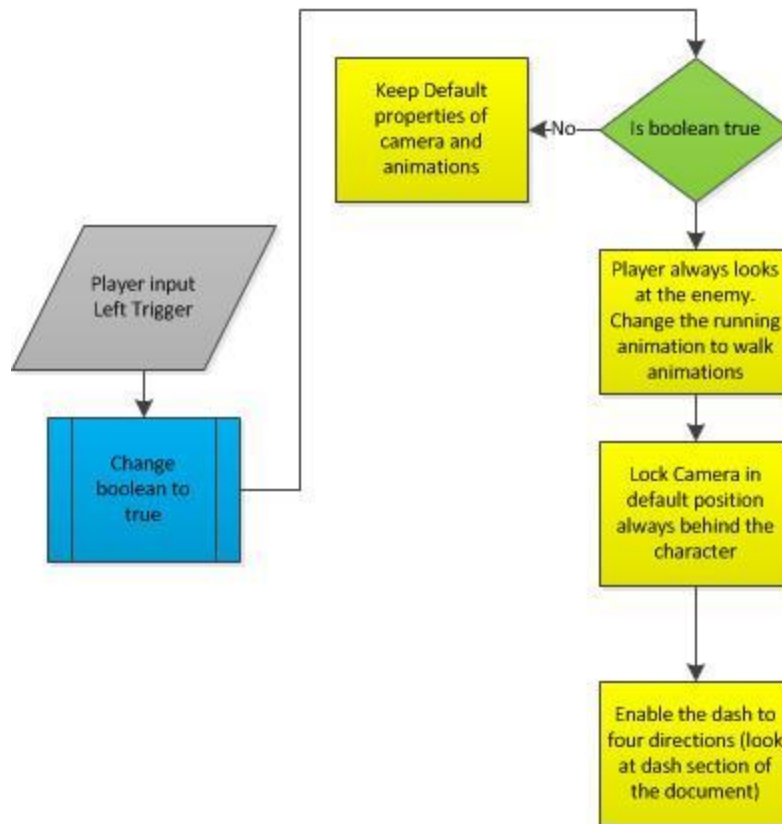 Keep Default
properties of
camera and
animations
No
Is boolean true
Player input
Left Trigger
Player always looks
at the enemy.
Change the running
animation to walk
animations
Change
boolean to
true
Lock Camera in
default position
always behind the
character
Enable the dash to
four directions (look
at dash section of
the document)